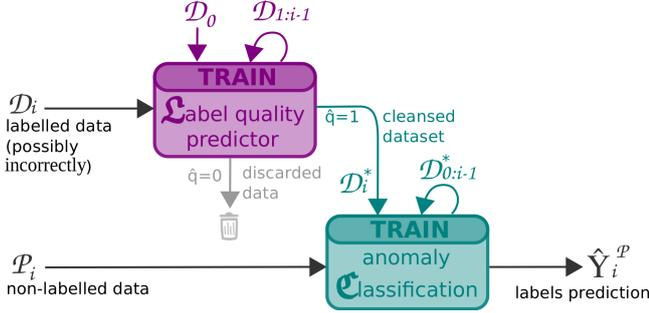 𝒟₀ 𝒟₁:ᵢ₋₁
TRAIN
𝒟ᵢ
labelled data
(possibly
incorrectly)
Label quality
predictor
q̂=1
cleansed
dataset
q̂=0
discarded
data
𝒟ᵢ* 𝒟*₀:ᵢ₋₁
TRAIN
𝒫ᵢ
non-labelled data
anomaly
Classification
Ŷᵢᴾ
labels prediction